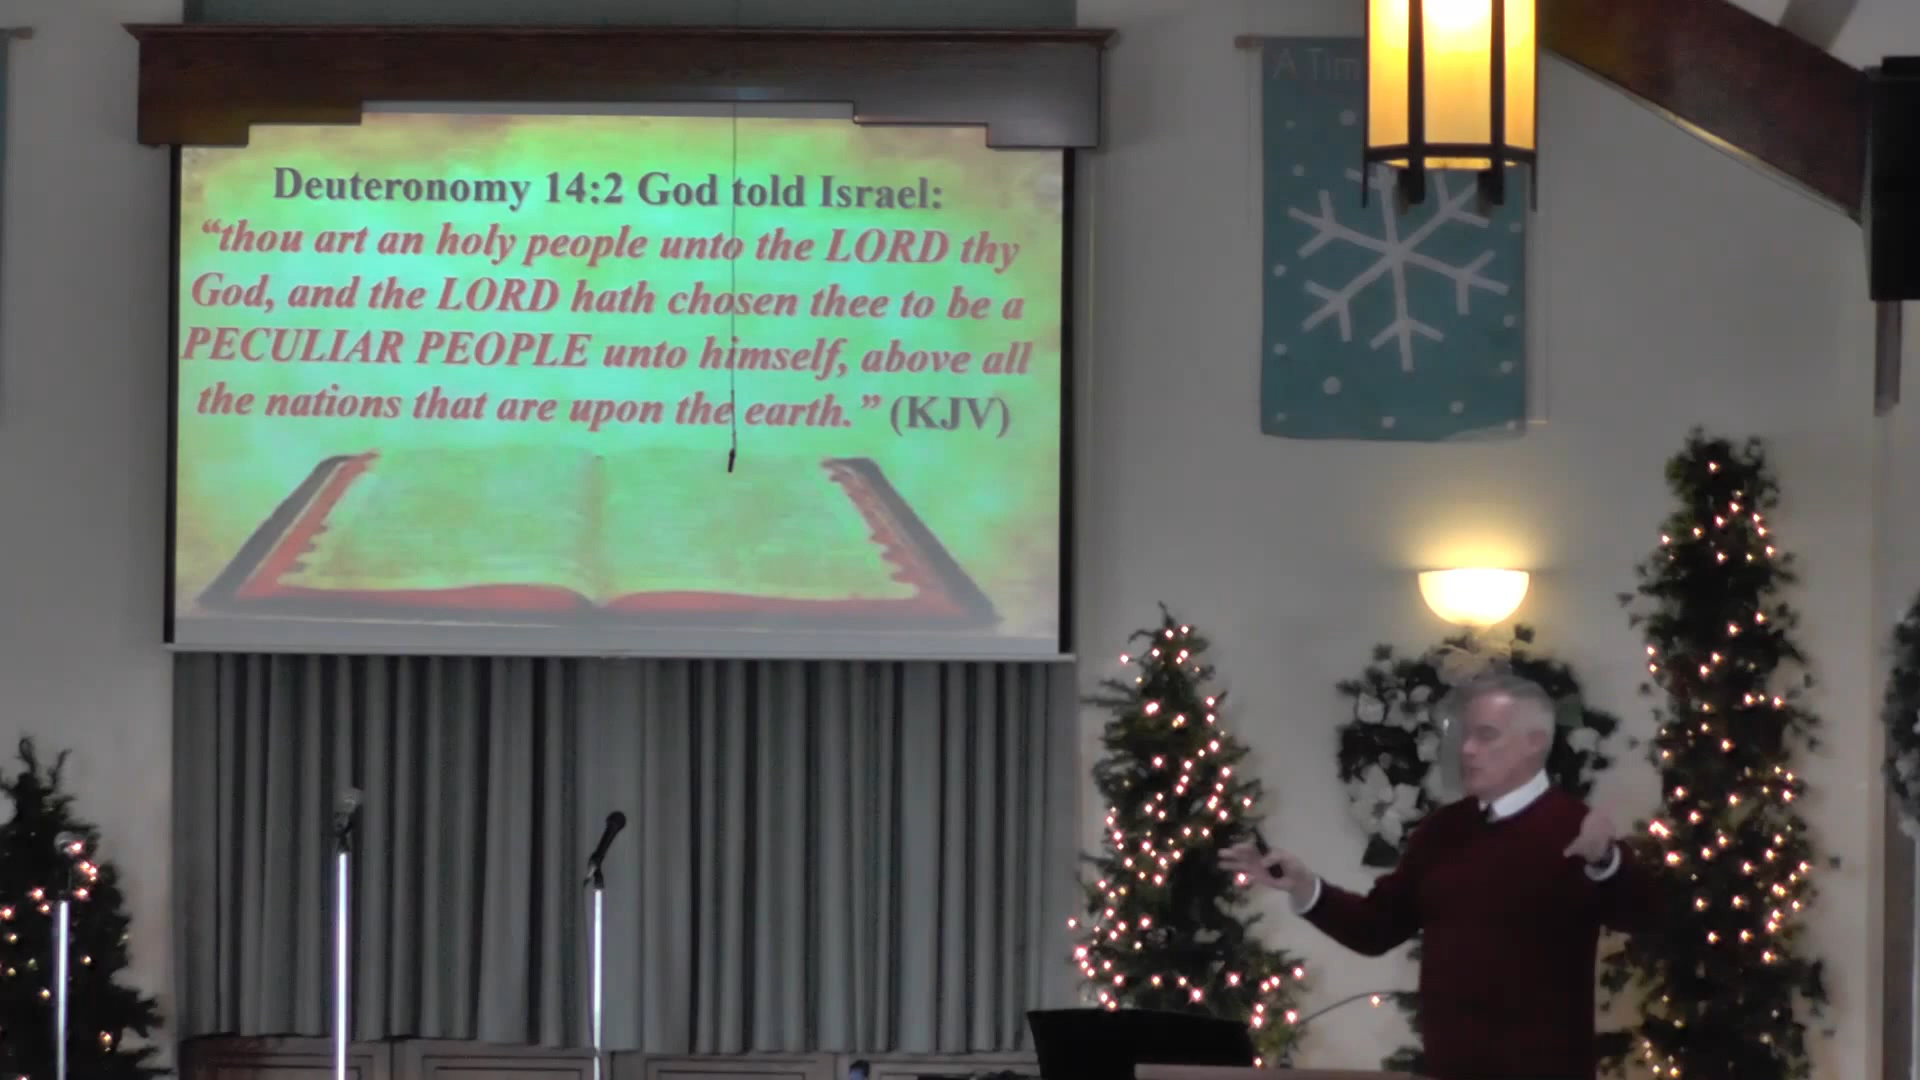 Deuteronomy 14:2 God told Israel:
“thou art an holy people unto the LORD thy
God, and the LORD hath chosen thee to be a
PECULIAR PEOPLE unto himself, above all
the nations that are upon the earth.” (KJV)
A Tim